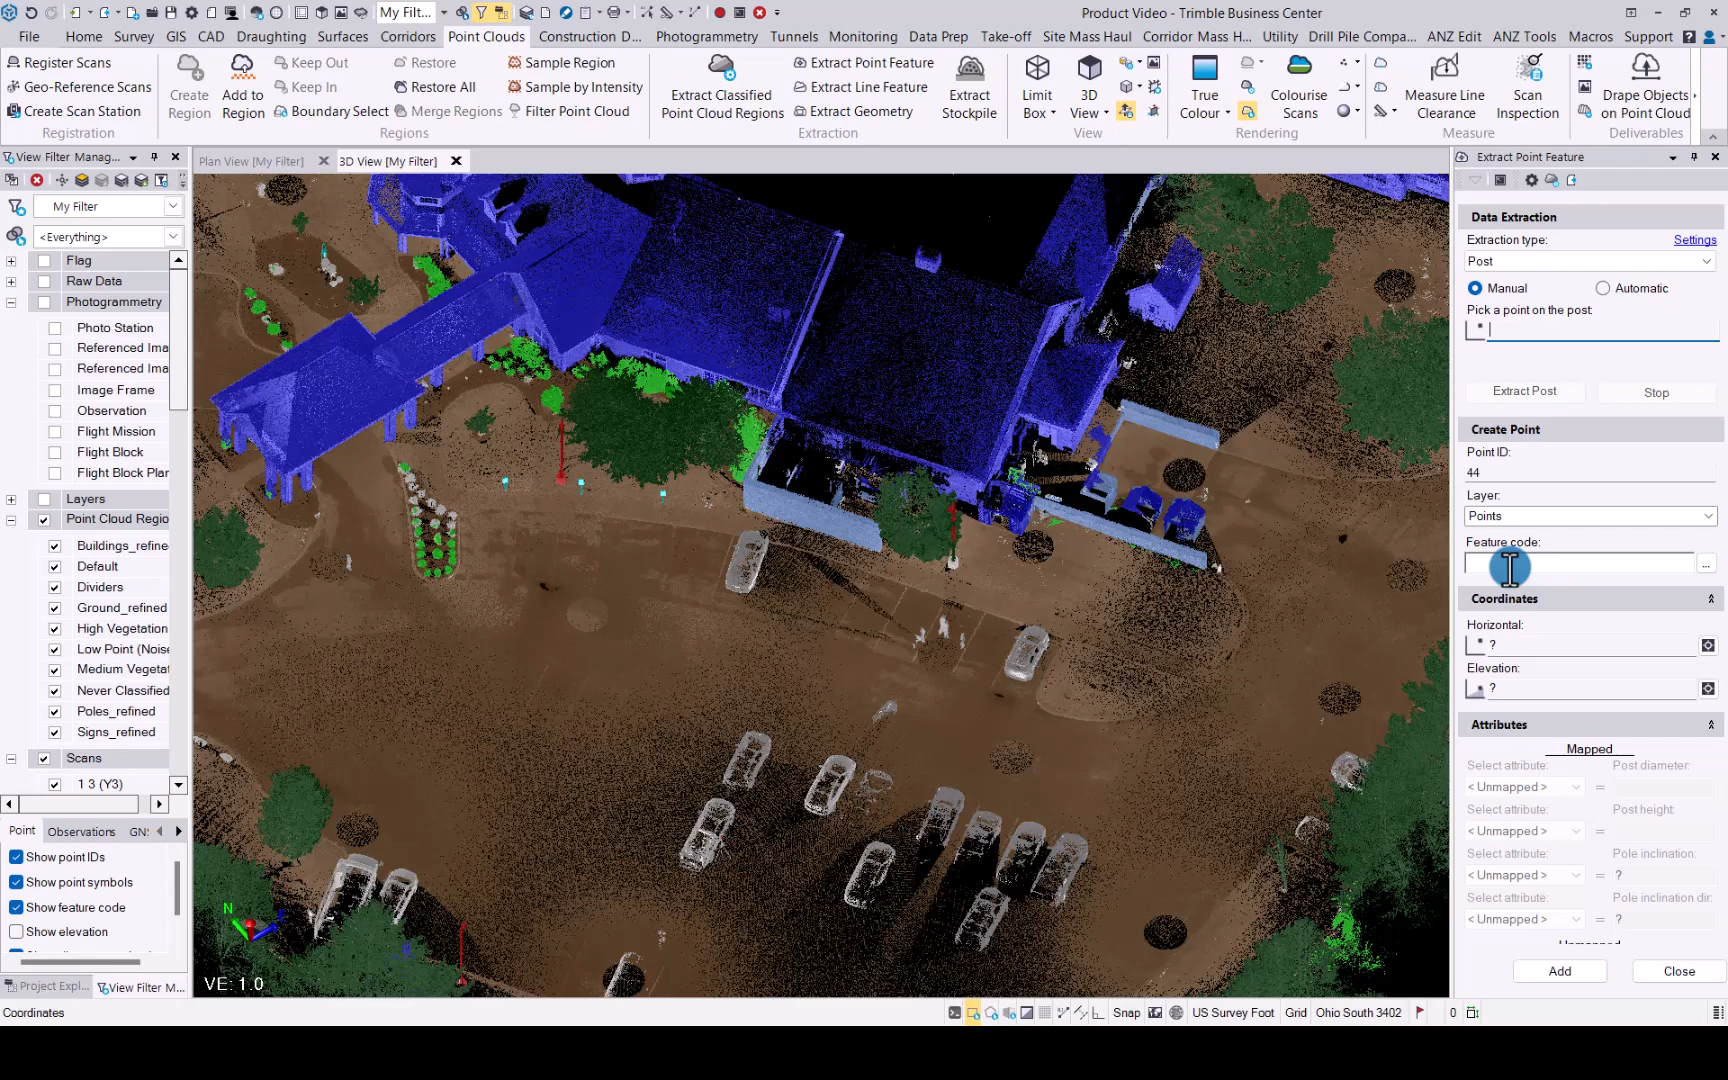 My Filt...
Product Video - Trimble Business Center
File Home Survey GIS CAD Draughting Surfaces Corridors Point Clouds Construction D... Photogrammetry Tunnels Monitoring Data Prep Take-off Site Mass Haul Corridor Mass H... Utility Drill Pile Compa... ANZ Edit ANZ Tools Macros Support
Register Scans
Geo-Reference Scans
Create Scan Station
Registration
Create Region
Add to Region
Keep Out
Keep In
Boundary Select
Restore
Restore All
Merge Regions
Sample Region
Sample by Intensity
Filter Point Cloud
Regions
Extract Classified Point Cloud Regions
Extract Point Feature
Extract Line Feature
Extract Geometry
Extract Stockpile
Extraction
Limit Box
3D View
View
True Colour
Colourise Scans
Rendering
Measure Line Clearance
Scan Inspection
Measure
Drape Objects on Point Cloud
Deliverables
View Filter Manag...
My Filter
<Everything>
Flag
Raw Data
Photogrammetry
Photo Station
Referenced Ima
Referenced Ima
Image Frame
Observation
Flight Mission
Flight Block
Flight Block Plan
Layers
Point Cloud Regio
Buildings_refine
Default
Dividers
Ground_refined
High Vegetation
Low Point (Noise
Medium Vegetat
Never Classified
Poles_refined
Signs_refined
Scans
1 3 (Y3)
Point Observations GNS
Show point IDs
Show point symbols
Show feature code
Show elevation
Project Expl...
View Filter M...
Plan View [My Filter]
3D View [My Filter]
N
VE: 1.0
Extract Point Feature
Data Extraction
Extraction type:
Settings
Post
Manual
Automatic
Pick a point on the post:
Extract Post
Stop
Create Point
Point ID:
44
Layer:
Points
Feature code:
...
Coordinates
Horizontal:
?
Elevation:
?
Attributes
Mapped
Select attribute: Post diameter:
< Unmapped > =
Select attribute: Post height:
< Unmapped > =
Select attribute: Pole inclination:
< Unmapped > = ?
Select attribute: Pole inclination dir.
< Unmapped > = ?
Unmapped
Add
Close
Coordinates
Snap
US Survey Foot
Grid
Ohio South 3402
0